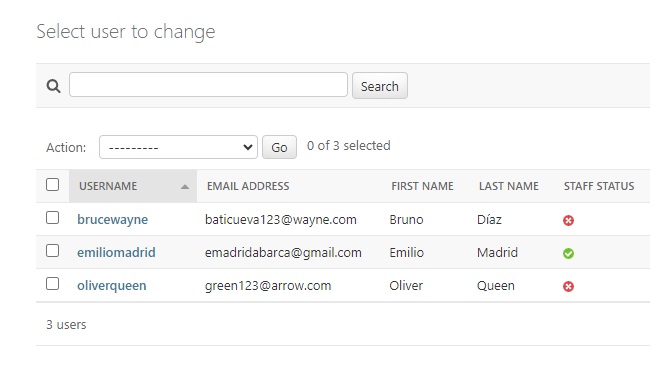 Select user to change
Search
Action: --------- Go 0 of 3 selected
USERNAME EMAIL ADDRESS FIRST NAME LAST NAME STAFF STATUS
brucewayne baticueva123@wayne.com Bruno Díaz
emiliomadrid emadridabarca@gmail.com Emilio Madrid
oliverqueen green123@arrow.com Oliver Queen
3 users